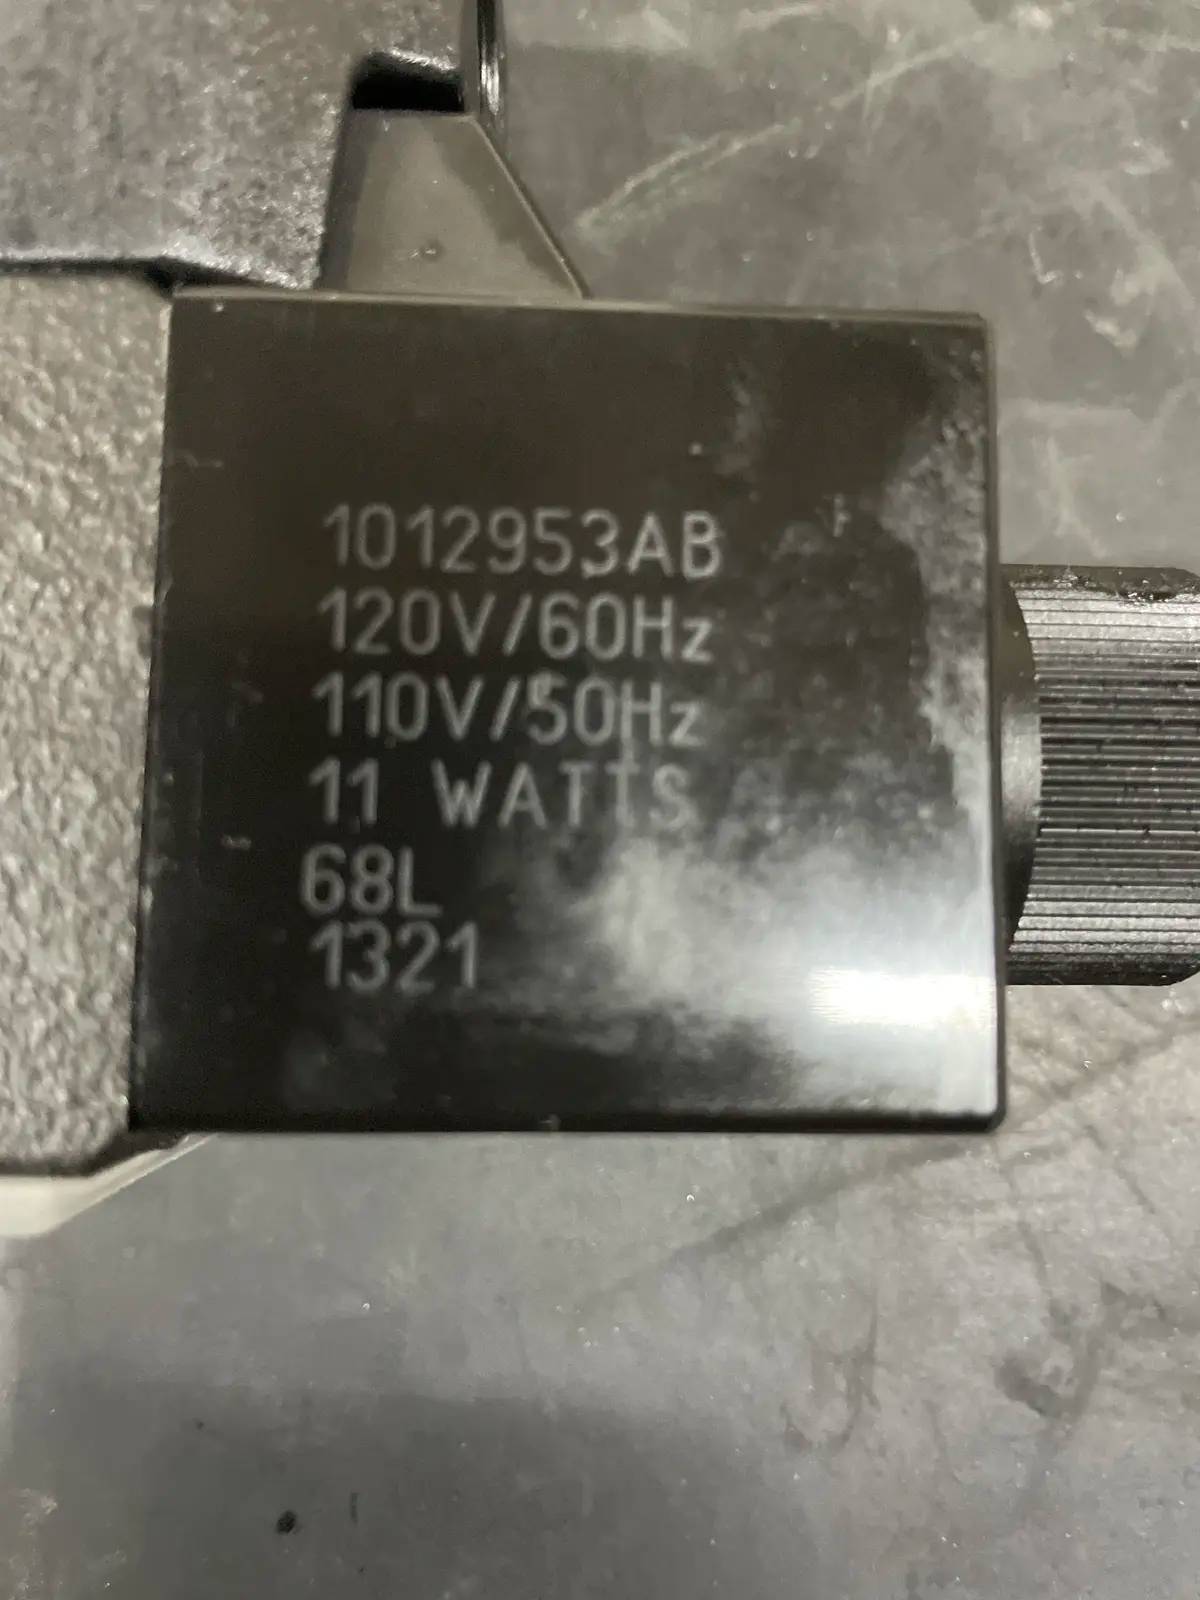 1012953AB
120V/60Hz
110V/50Hz
11 WATTS
68L
1321